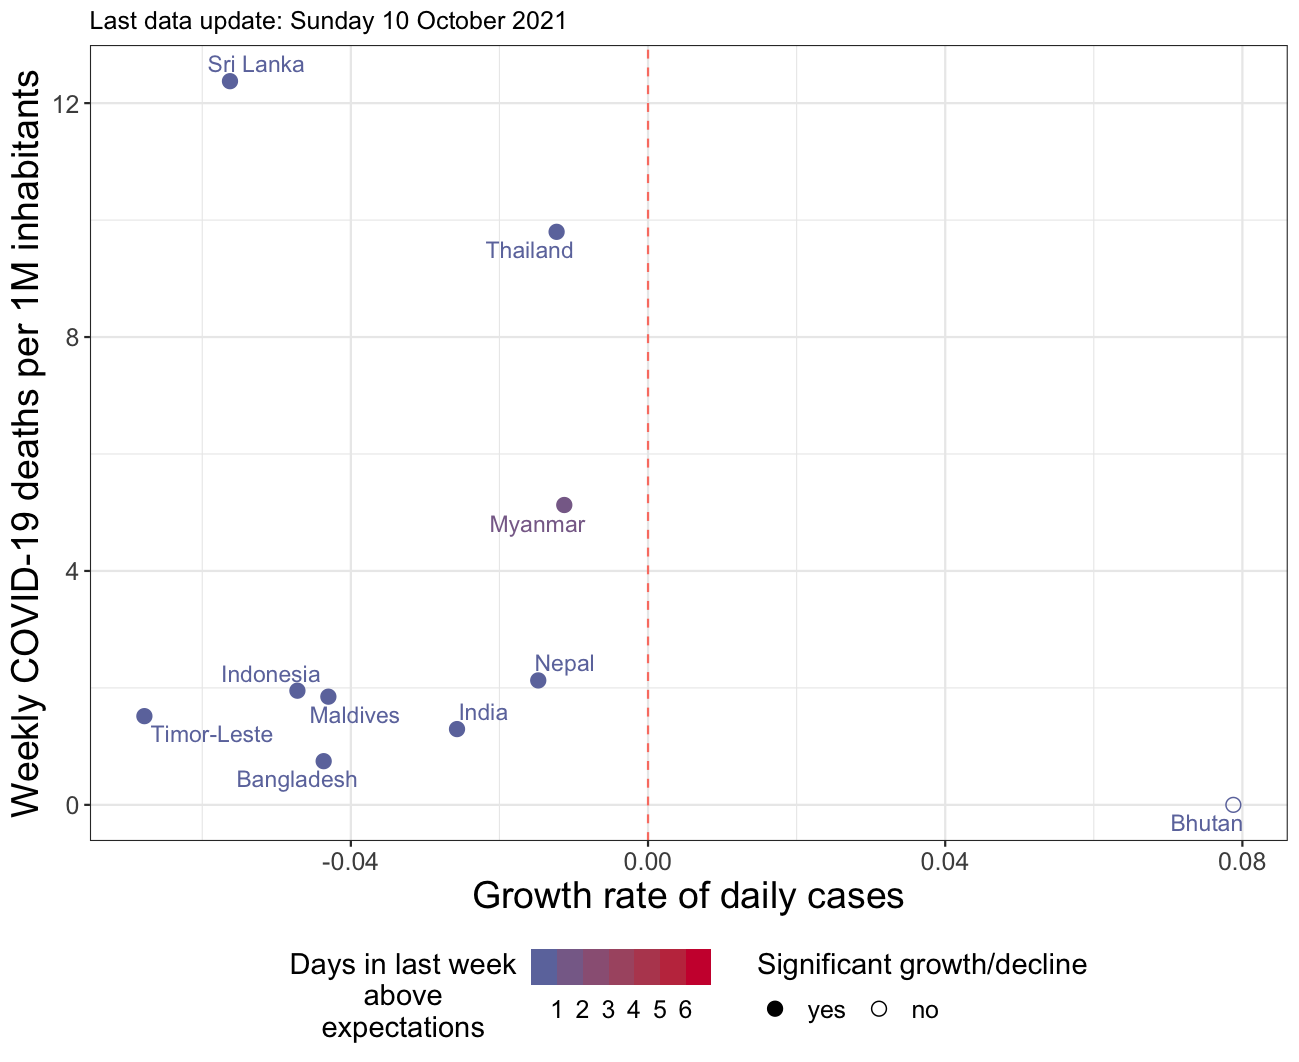 Last data update: Sunday 10 October 2021
Weekly COVID-19 deaths per 1M inhabitants
12
8
4
0
Sri Lanka
Thailand
Myanmar
Nepal
Indonesia
Maldives
India
Timor-Leste
Bangladesh
Bhutan
-0.04 0.00 0.04 0.08
Growth rate of daily cases
Days in last week
above
expectations
1 2 3 4 5 6
Significant growth/decline
yes no